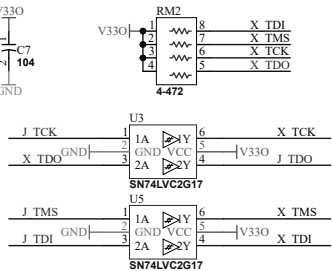 V33O
1
C7
2
104
GND
RM2
V33O 1 8 X TDI
2 7 X TMS
3 6 X TCK
4 5 X TDO
4-472
U3
J TCK 1 1A 1Y 6 X TCK
GND 2 GND VCC 5 V33O
X TDO 3 2A 2Y 4 J TDO
SN74LVC2G17
U5
J TMS 1 1A 1Y 6 X TMS
GND 2 GND VCC 5 V33O
J TDI 3 2A 2Y 4 X TDI
SN74LVC2G17